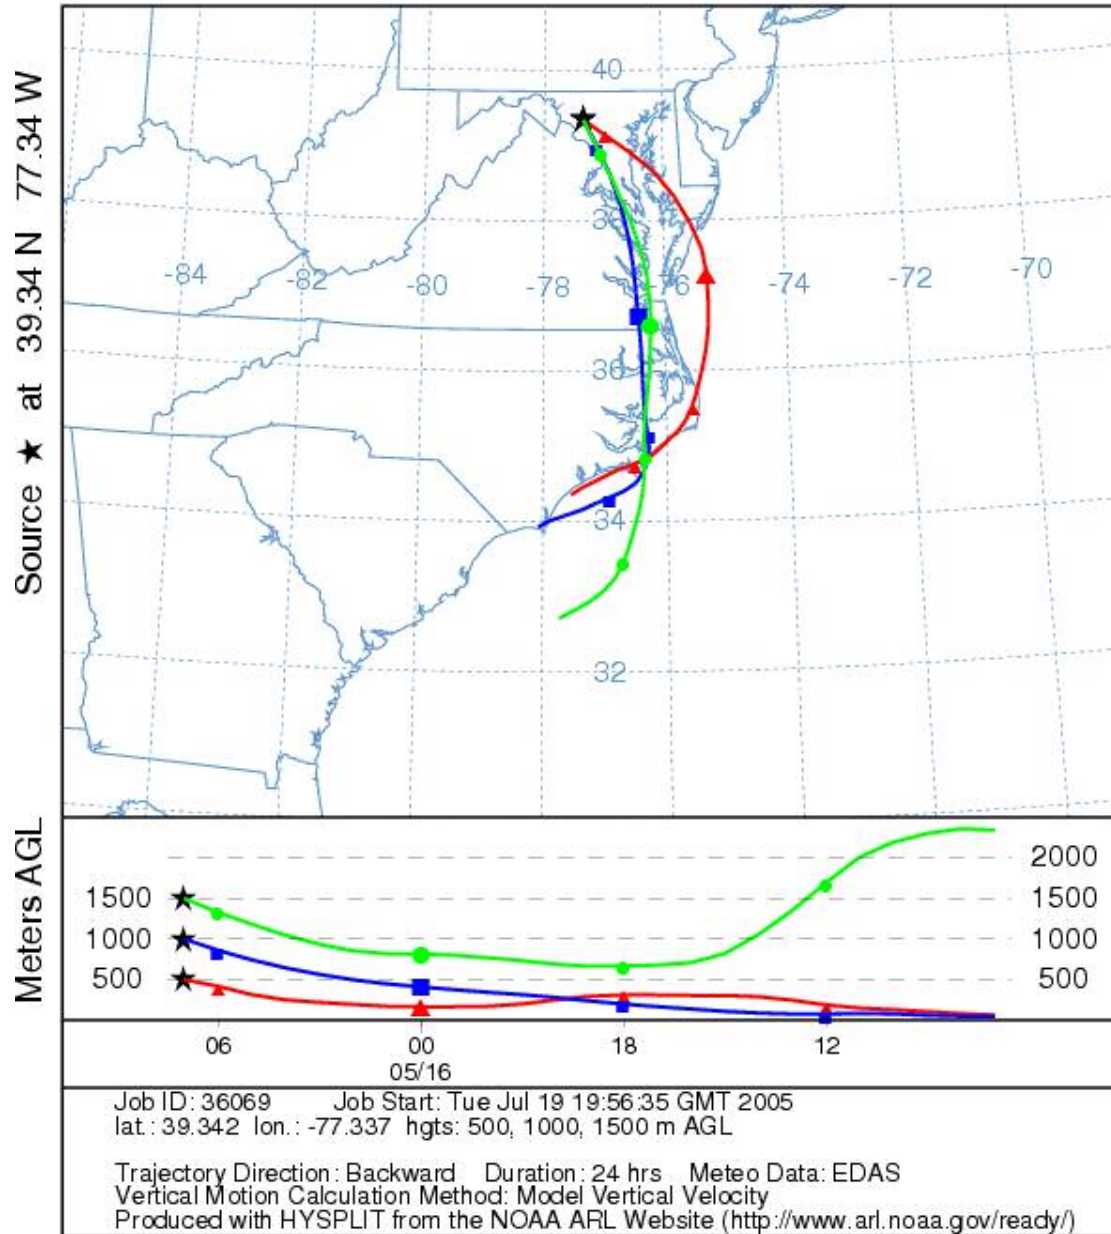 Source ★ at 39.34 N 77.34 W
40
38
-84 -82 -80 -78 -76 -74 -72 -70
36
34
32
Meters AGL
2000
1500 1500
1000 1000
500 500
06 00 18 12
05/16
Job ID: 36069 Job Start: Tue Jul 19 19:56:35 GMT 2005
lat.: 39.342 lon.: -77.337 hgts: 500, 1000, 1500 m AGL
Trajectory Direction: Backward Duration: 24 hrs Meteo Data: EDAS
Vertical Motion Calculation Method: Model Vertical Velocity
Produced with HYSPLIT from the NOAA ARL Website (http://www.arl.noaa.gov/ready/)